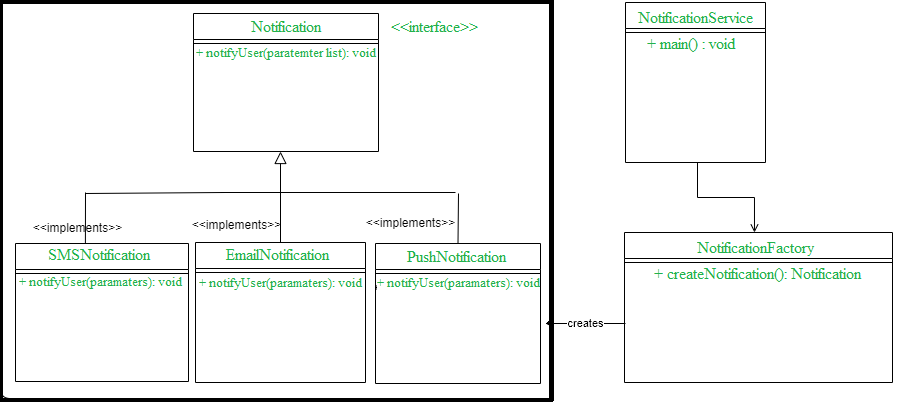 Notification
<<interface>>
+ notifyUser(paratemter list): void
NotificationService
+ main() : void
<<implements>>
<<implements>>
<<implements>>
SMSNotification
+ notifyUser(paramaters): void
EmailNotification
+ notifyUser(paramaters): void
PushNotification
+ notifyUser(paramaters): void
NotificationFactory
+ createNotification(): Notification
creates